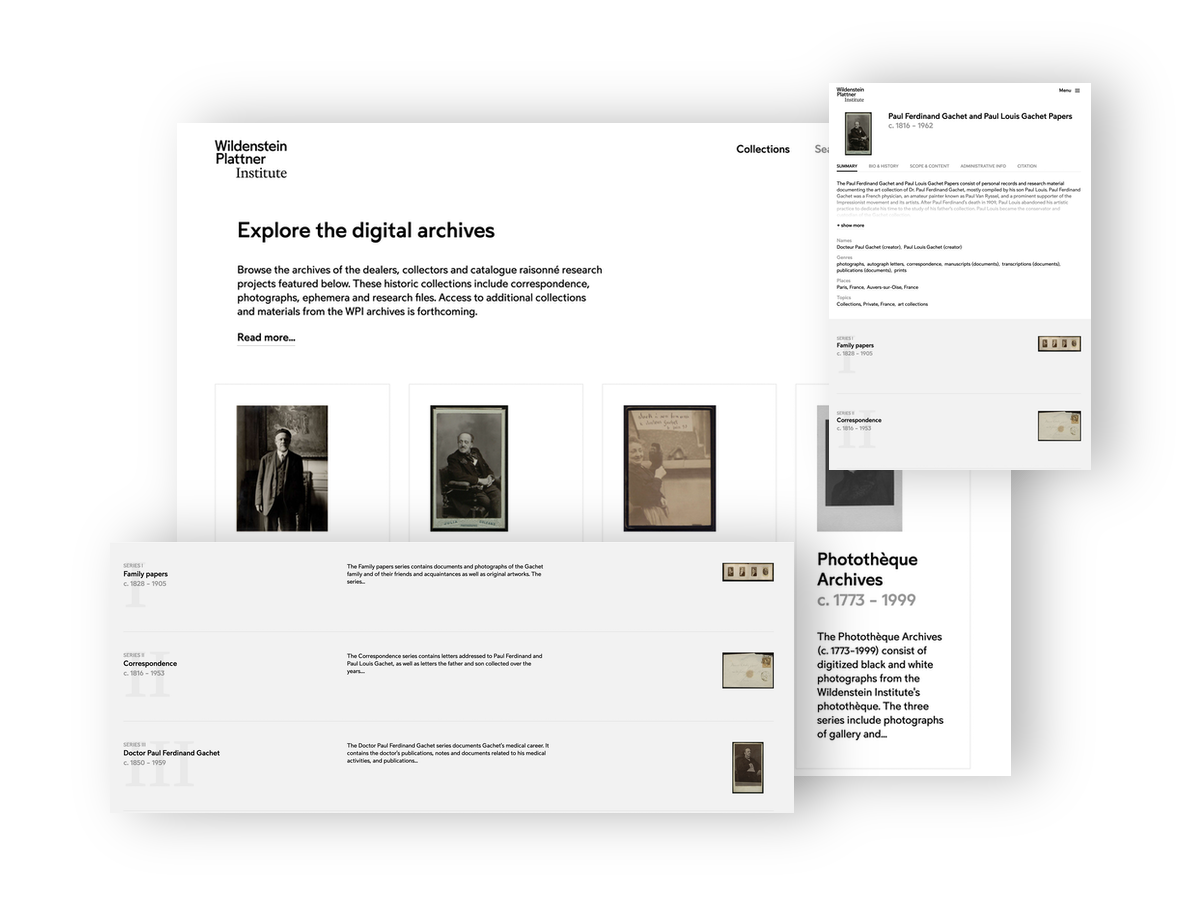 Wildenstein
Plattner
Institute
Collections
Explore the digital archives
Browse the archives of the dealers, collectors and catalogue raisonné research
projects featured below. These historic collections include correspondence,
photographs, ephemera and research files. Access to additional collections
and materials from the WPI archives is forthcoming.
Read more...
Photothèque
Archives
c. 1773 – 1999
The Photothèque Archives
(c. 1773-1999) consist of
digitized black and white
photographs from the
Wildenstein Institute's
photothèque. The three
series include photographs
of gallery and...
Wildenstein
Plattner
Institute
Menu
Paul Ferdinand Gachet and Paul Louis Gachet Papers
c. 1816 – 1962
SUMMARY BIO & HISTORY SCOPE & CONTENT ADMINISTRATIVE INFO CITATION
The Paul Ferdinand Gachet and Paul Louis Gachet Papers consist of personal records and research material
documenting the art collection of Dr. Paul Ferdinand Gachet, mostly compiled by his son Paul Louis. Paul Ferdinand
Gachet was a French physician, an amateur painter known as Paul Van Ryssel, and a prominent supporter of the
Impressionist movement and its artists. After Paul Ferdinand's death in 1909, Paul Louis abandoned his artistic
practice to dedicate his time to the study of his father's collection. Paul Louis became the conservator and
+ show more
Names
Docteur Paul Gachet (creator), Paul Louis Gachet (creator)
Genres
photographs, autograph letters, correspondence, manuscripts (documents), transcriptions (documents),
publications (documents), prints
Places
Paris, France, Auvers-sur-Oise, France
Topics
Collections, Private, France, art collections
SERIES I
Family papers
c. 1828 – 1905
I
SERIES II
Correspondence
c. 1816 – 1953
II
SERIES I
Family papers
c. 1828 – 1905
I
The Family papers series contains documents and photographs of the Gachet
family and of their friends and acquaintances as well as original artworks. The
series...
SERIES II
Correspondence
c. 1816 – 1953
II
The Correspondence series contains letters addressed to Paul Ferdinand and
Paul Louis Gachet, as well as letters the father and son collected over the
years...
SERIES III
Doctor Paul Ferdinand Gachet
c. 1850 – 1959
III
The Doctor Paul Ferdinand Gachet series documents Gachet's medical career. It
contains the doctor's publications, notes and documents related to his medical
activities, and publications...